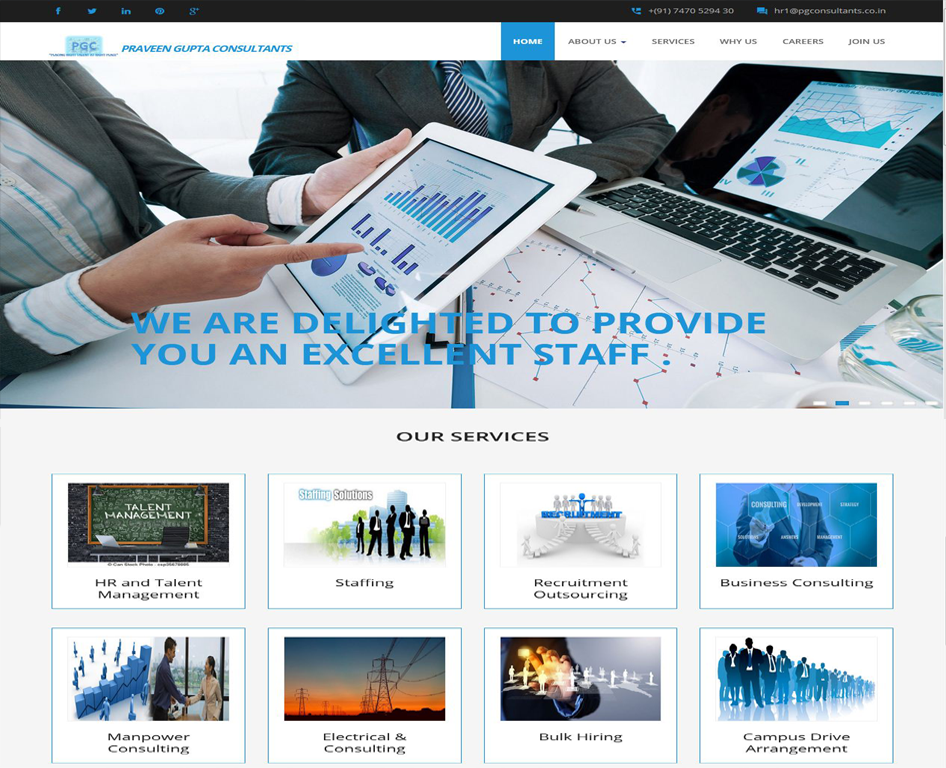 +(91) 7470 5294 30
hr1@pgconsultants.co.in
PGC
PRAVEEN GUPTA CONSULTANTS
HOME
ABOUT US
SERVICES
WHY US
CAREERS
JOIN US
WE ARE DELIGHTED TO PROVIDE
YOU AN EXCELLENT STAFF .
OUR SERVICES
TALENT
MANAGEMENT
HR and Talent
Management
Staffing Solutions
Staffing
RECRUITMENT
Recruitment
Outsourcing
CONSULTING
DEVELOPMENT
STRATEGY
SOLUTIONS
ANSWERS
MANAGEMENT
Business Consulting
Manpower
Consulting
Electrical &
Consulting
Bulk Hiring
Campus Drive
Arrangement